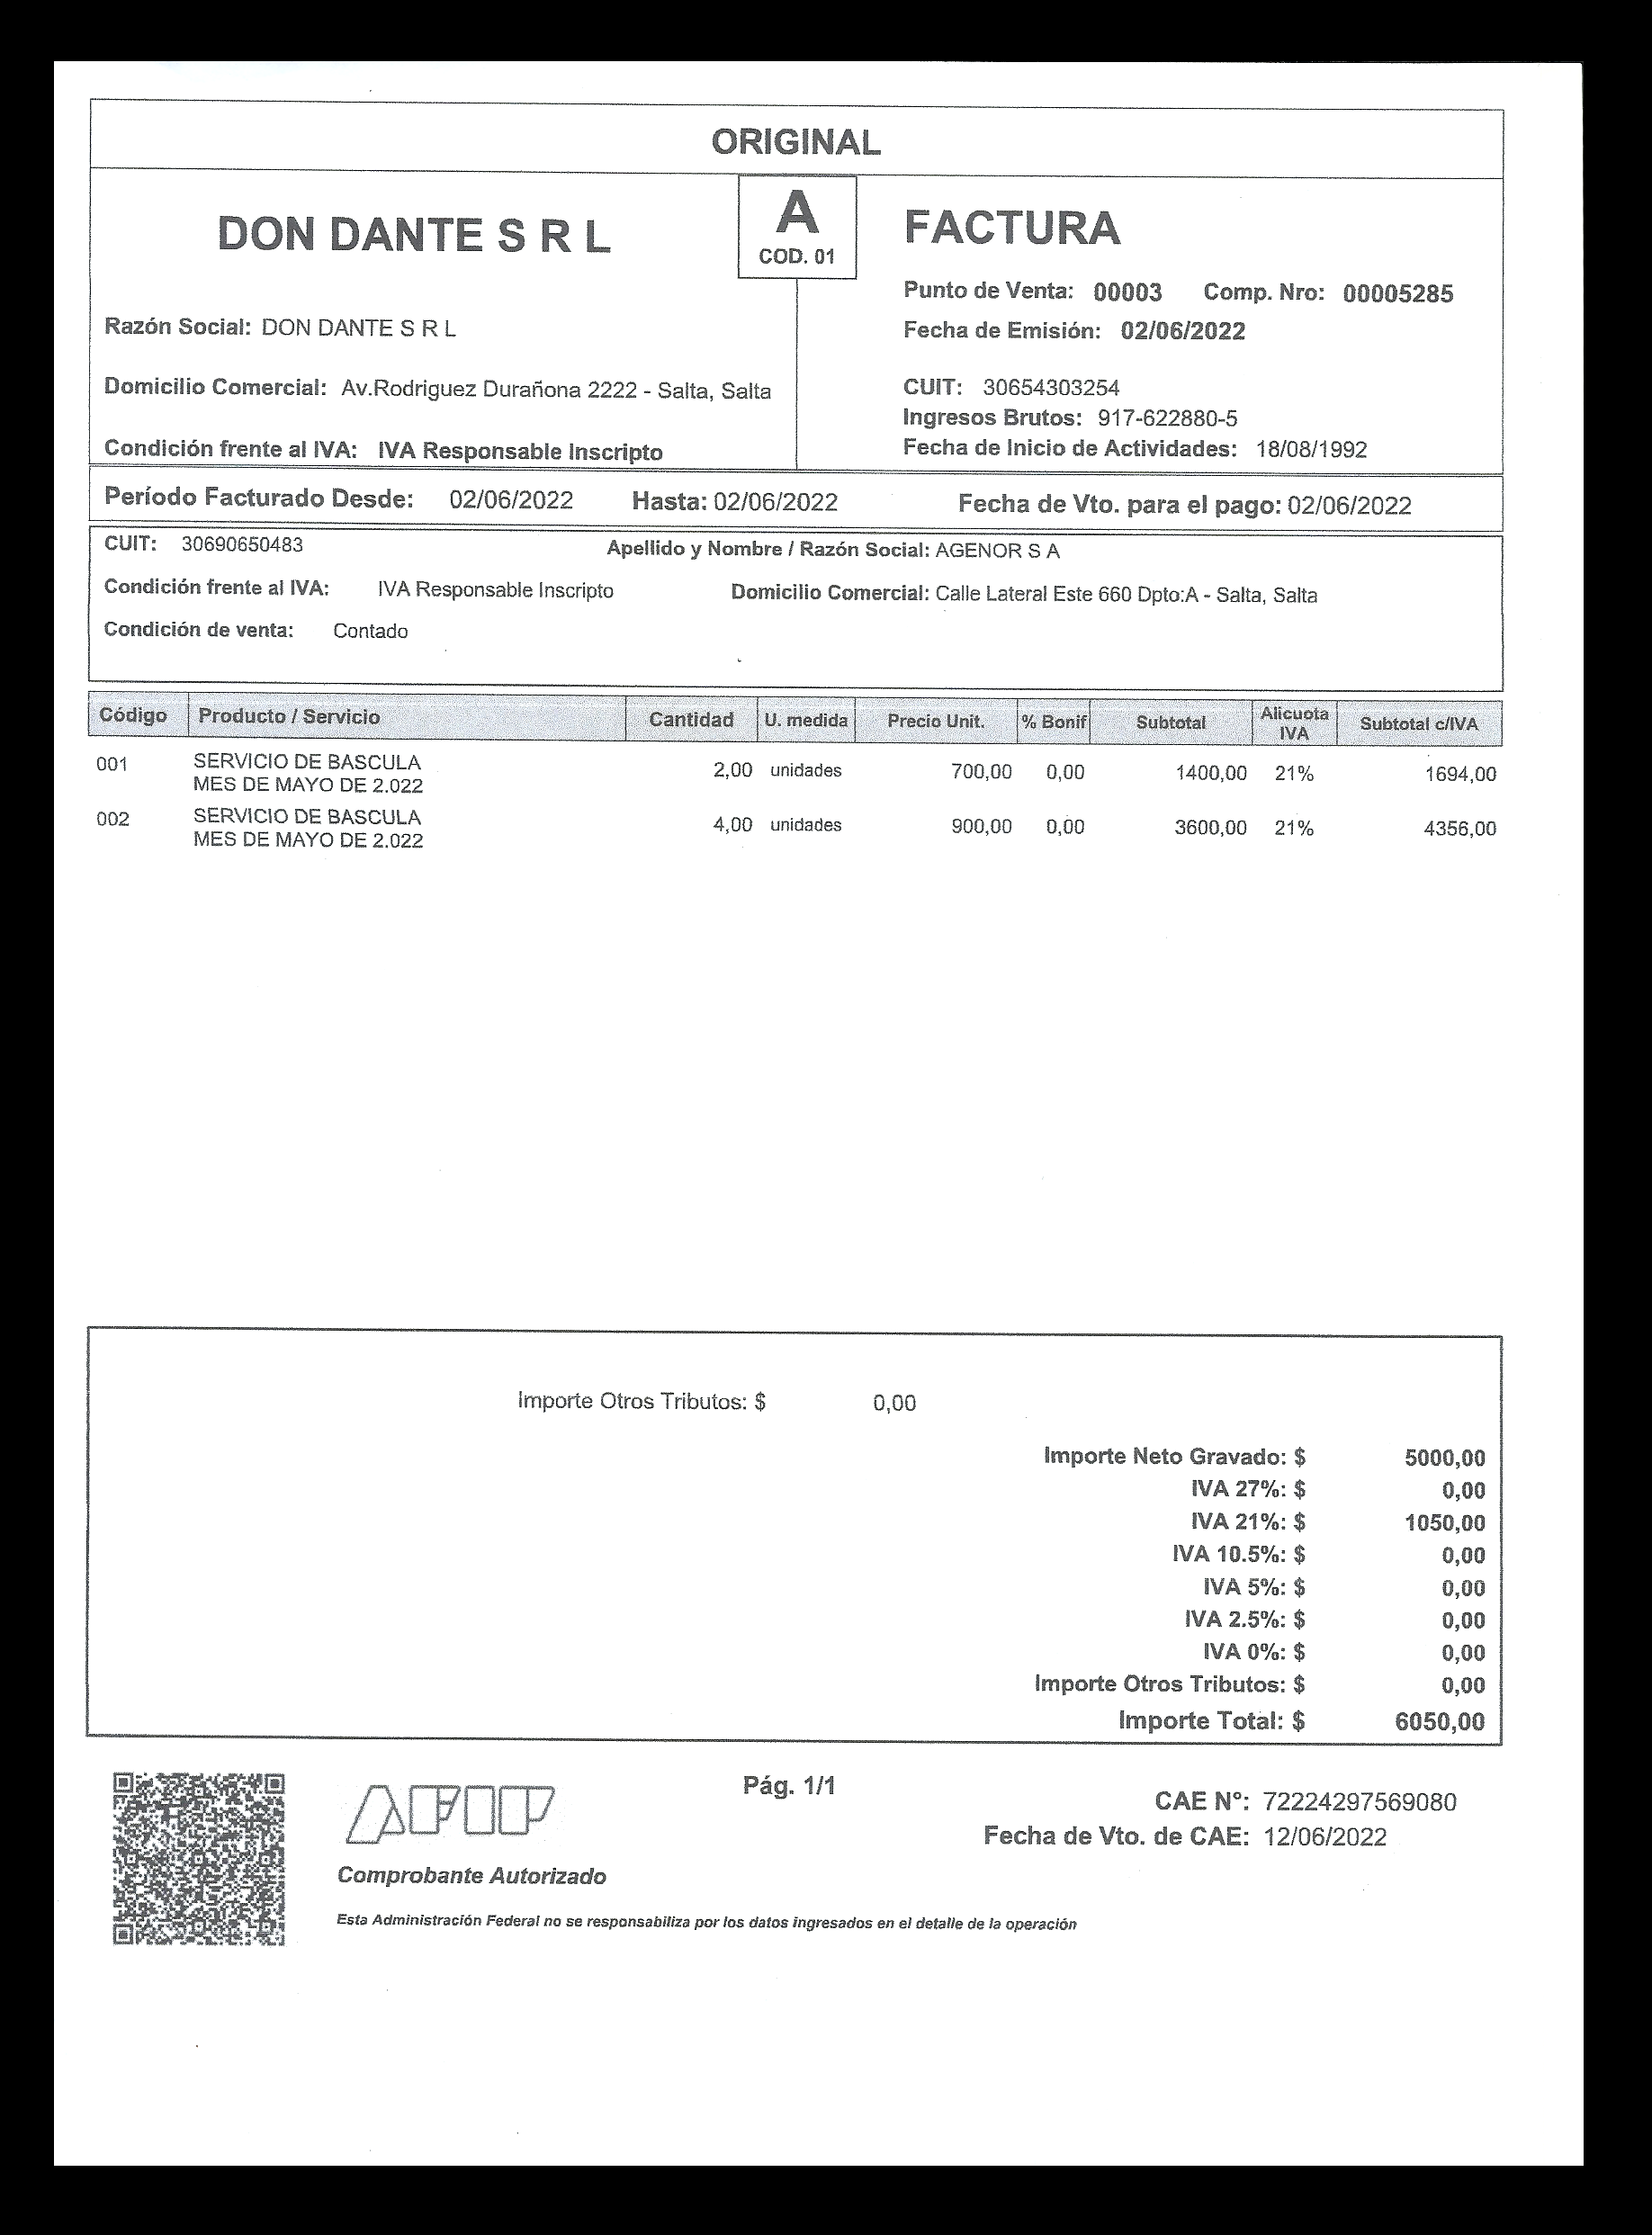 ORIGINAL
DON DANTE S R L
A
COD. 01
FACTURA
Punto de Venta: 00003 Comp. Nro: 00005285
Razón Social: DON DANTE S R L
Fecha de Emisión: 02/06/2022
Domicilio Comercial: Av.Rodriguez Durañona 2222 - Salta, Salta
CUIT: 30654303254
Ingresos Brutos: 917-622880-5
Condición frente al IVA: IVA Responsable Inscripto
Fecha de Inicio de Actividades: 18/08/1992
Período Facturado Desde: 02/06/2022 Hasta: 02/06/2022 Fecha de Vto. para el pago: 02/06/2022
CUIT: 30690650483 Apellido y Nombre / Razón Social: AGENOR S A
Condición frente al IVA: IVA Responsable Inscripto Domicilio Comercial: Calle Lateral Este 660 Dpto:A - Salta, Salta
Condición de venta: Contado
Código Producto / Servicio Cantidad U. medida Precio Unit. % Bonif Subtotal Alicuota IVA Subtotal c/IVA
001 SERVICIO DE BASCULA 2,00 unidades 700,00 0,00 1400,00 21% 1694,00
MES DE MAYO DE 2.022
002 SERVICIO DE BASCULA 4,00 unidades 900,00 0,00 3600,00 21% 4356,00
MES DE MAYO DE 2.022
Importe Otros Tributos: $ 0,00
Importe Neto Gravado: $ 5000,00
IVA 27%: $ 0,00
IVA 21%: $ 1050,00
IVA 10.5%: $ 0,00
IVA 5%: $ 0,00
IVA 2.5%: $ 0,00
IVA 0%: $ 0,00
Importe Otros Tributos: $ 0,00
Importe Total: $ 6050,00
AFIP
Pág. 1/1
CAE N°: 72224297569080
Fecha de Vto. de CAE: 12/06/2022
Comprobante Autorizado
Esta Administración Federal no se responsabiliza por los datos ingresados en el detalle de la operación